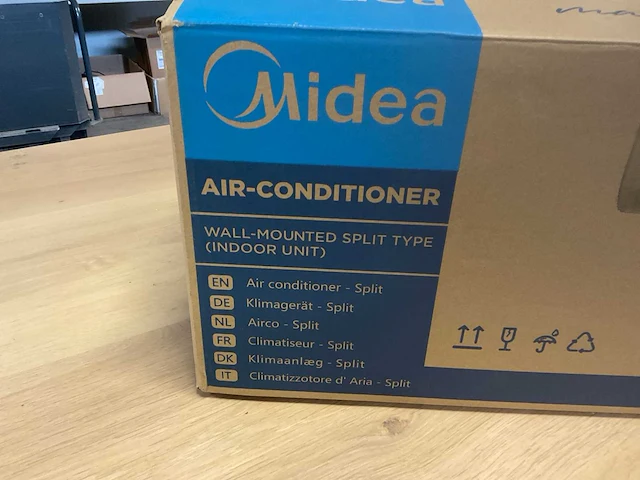 Midea
Midea
AIR-CONDITIONER
WALL-MOUNTED SPLIT TYPE
(INDOOR UNIT)
EN Air conditioner - Split
DE Klimagerät - Split
NL Airco - Split
FR Climatiseur - Split
DK Klimaanlæg - Split
IT Climatizzotore d' Aria - Split